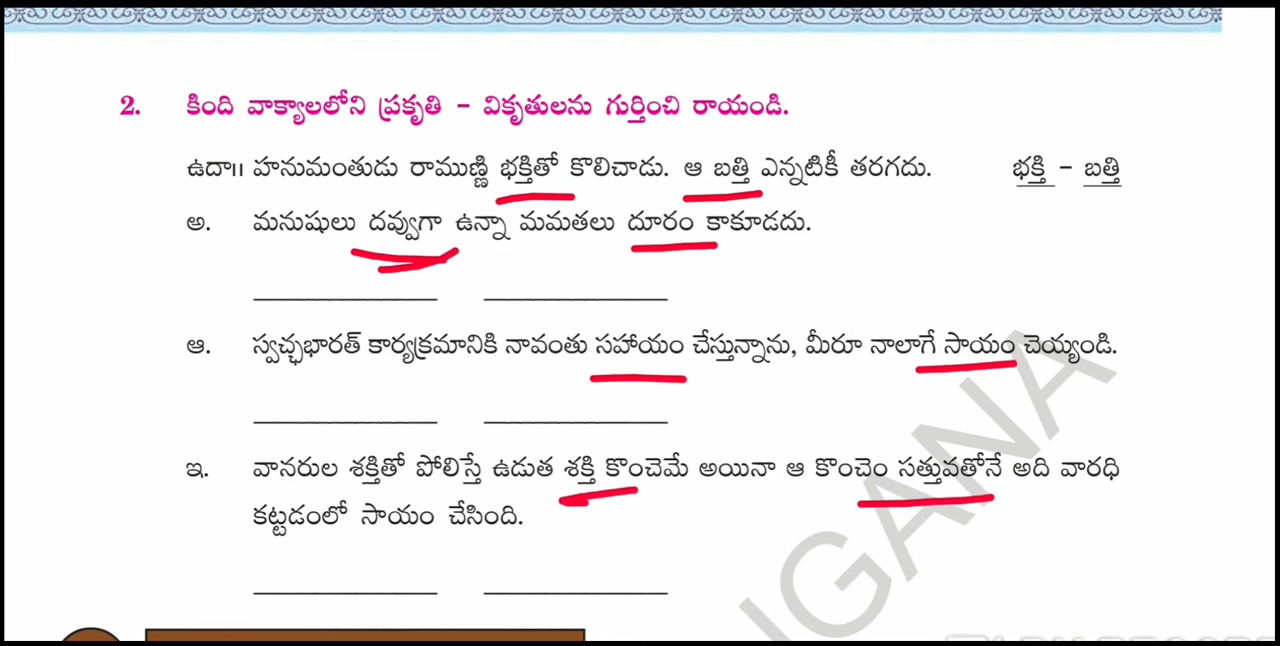 2. కింది వాక్యాలలోని ప్రకృతి - వికృతులను గుర్తించి రాయండి.
ఉదా॥ హనుమంతుడు రాముణ్ణి భక్తితో కొలిచాడు. ఆ బత్తి ఎన్నటికీ తరగదు. భక్తి - బత్తి
అ. మనుషులు దవ్వుగా ఉన్నా మమతలు దూరం కాకూడదు.
ఆ. స్వచ్ఛభారత్ కార్యక్రమానికి నావంతు సహాయం చేస్తున్నాను, మీరూ నాలాగే సాయం చెయ్యండి.
ఇ. వానరుల శక్తితో పోలిస్తే ఉడుత శక్తి కొంచెమే అయినా ఆ కొంచెం సత్తువతోనే అది వారధి
కట్టడంలో సాయం చేసింది.